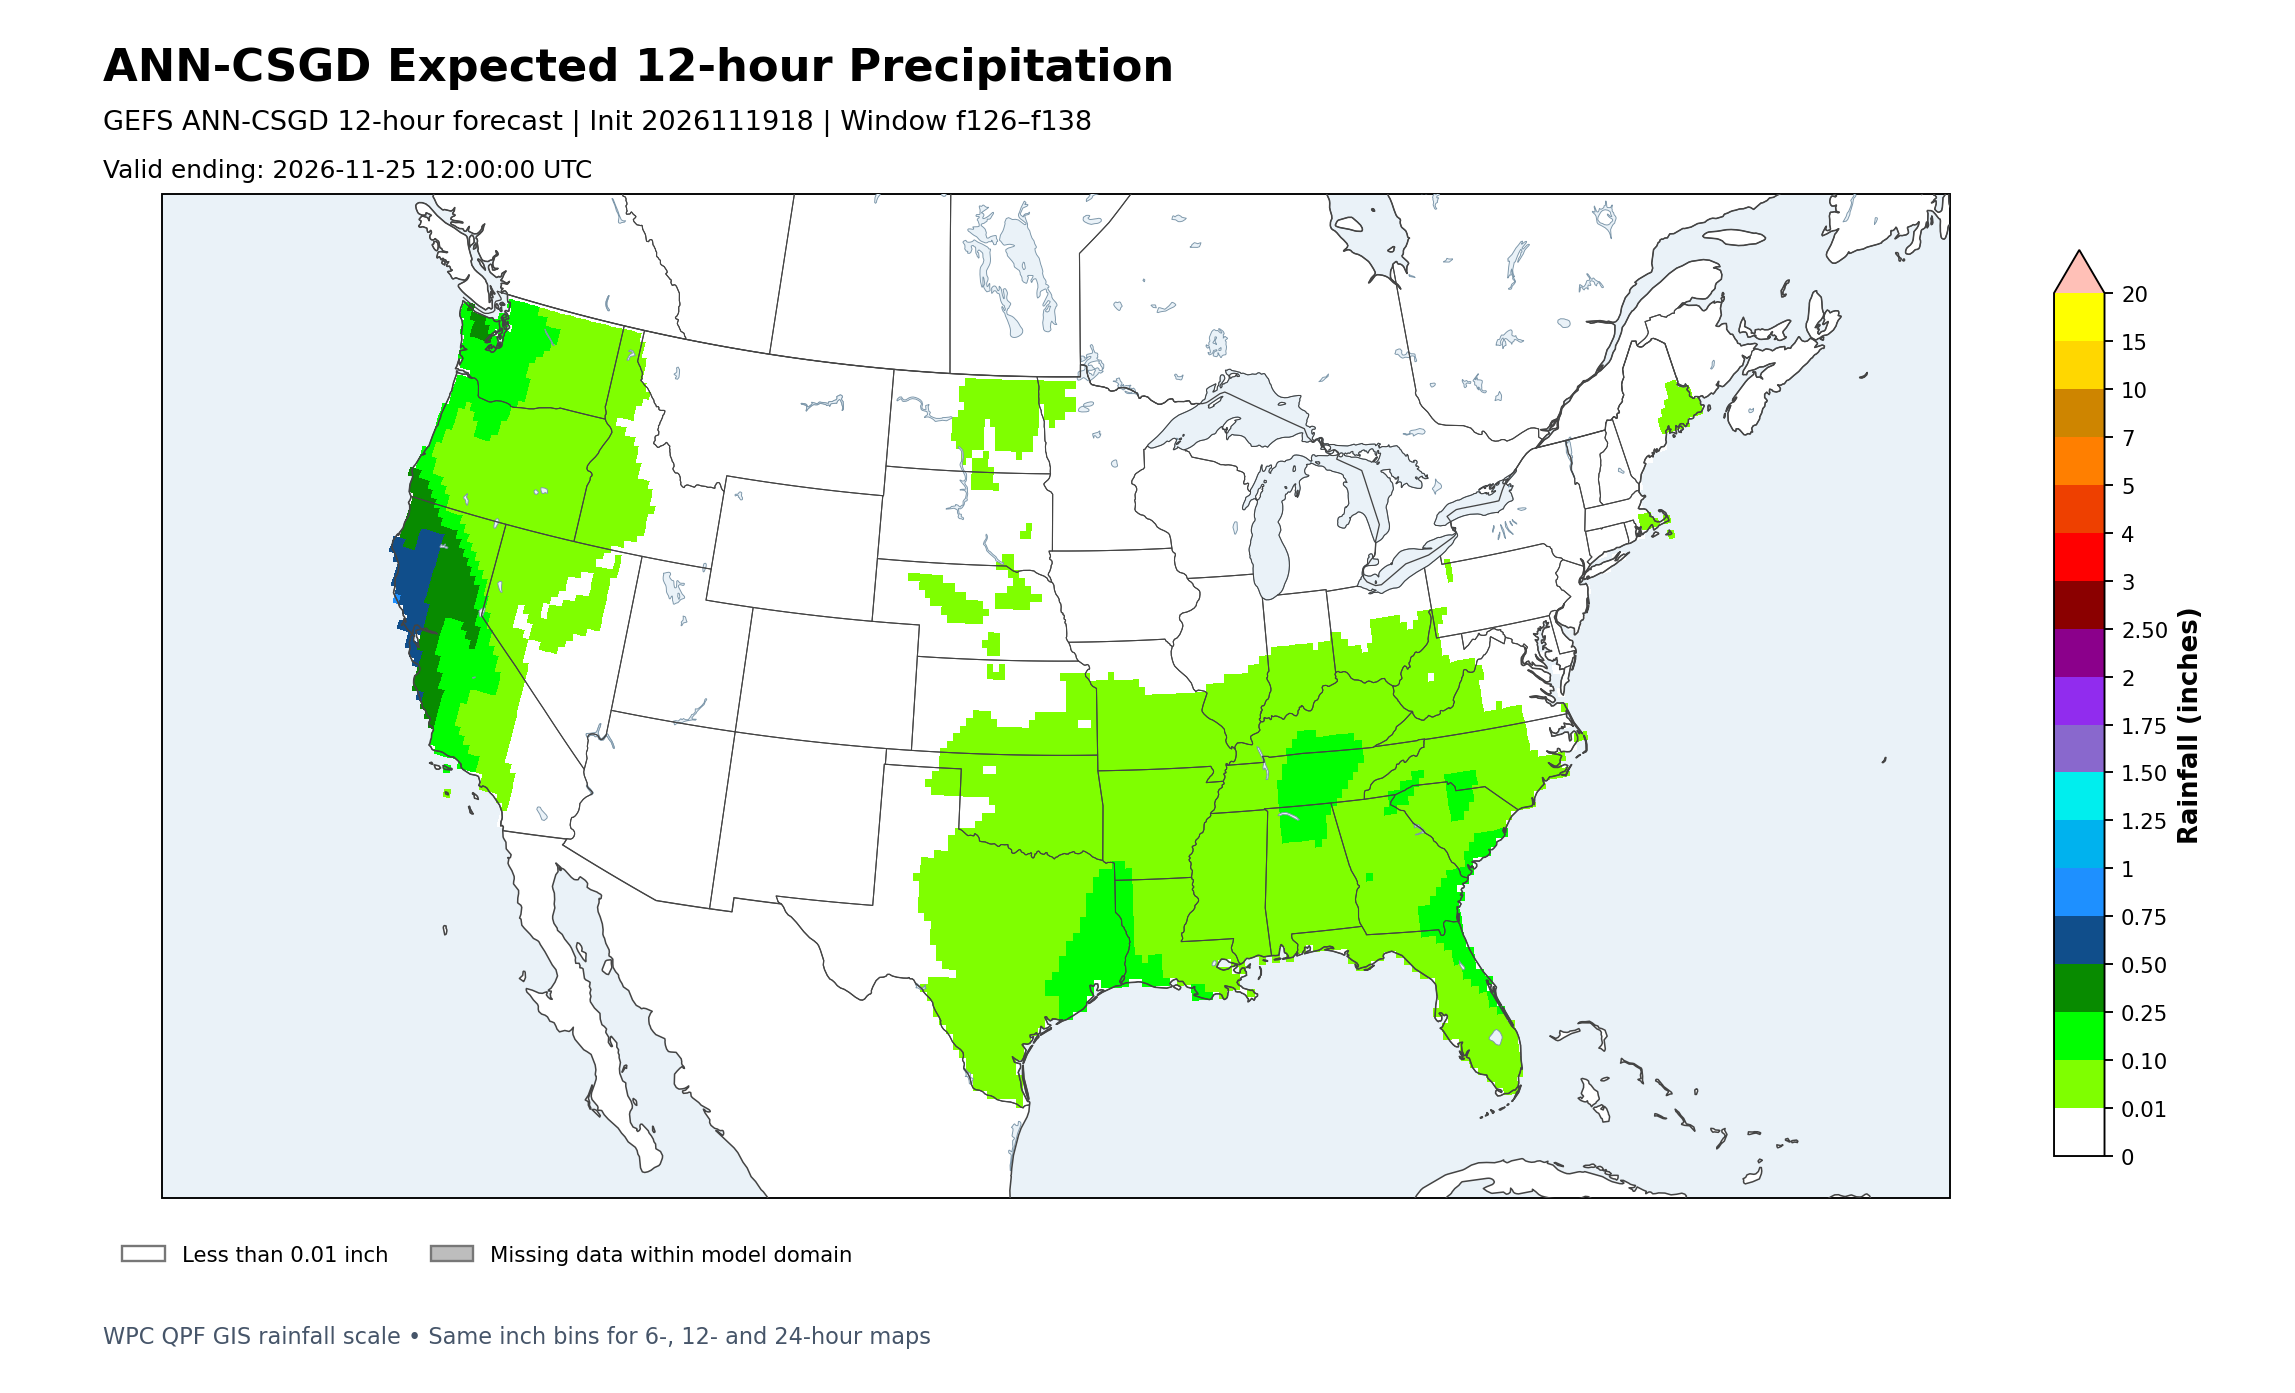 ANN-CSGD Expected 12-hour Precipitation
GEFS ANN-CSGD 12-hour forecast | Init 2026111918 | Window f126–f138
Valid ending: 2026-11-25 12:00:00 UTC
20
15
10
7
5
4
3
2.50
2
1.75
1.50
1.25
1
0.75
0.50
0.25
0.10
0.01
0
Rainfall (inches)
Less than 0.01 inch
Missing data within model domain
WPC QPF GIS rainfall scale • Same inch bins for 6-, 12- and 24-hour maps